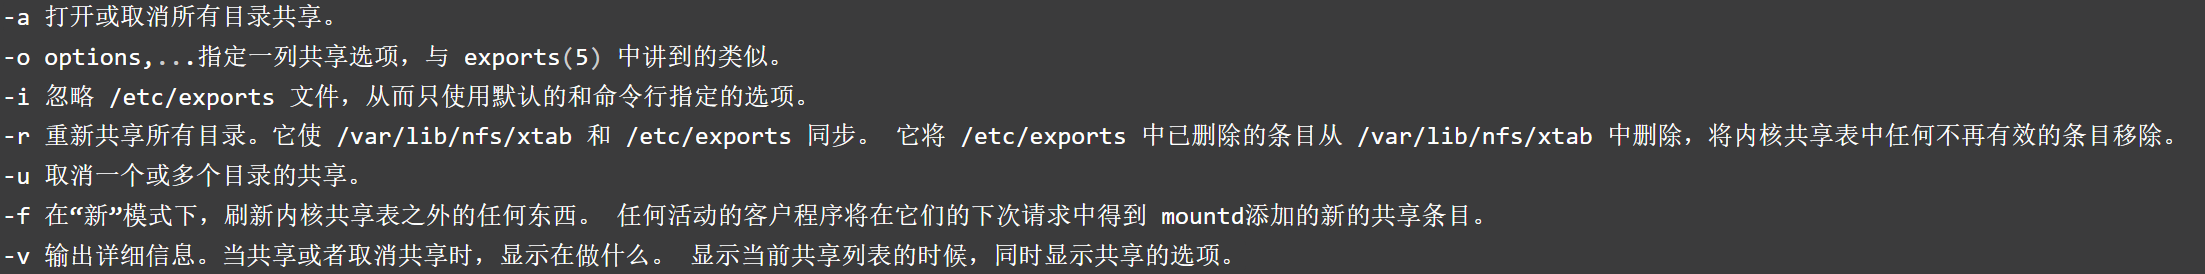 -a 打开或取消所有目录共享。
-o options,...指定一列共享选项，与 exports(5) 中讲到的类似。
-i 忽略 /etc/exports 文件，从而只使用默认的和命令行指定的选项。
-r 重新共享所有目录。它使 /var/lib/nfs/xtab 和 /etc/exports 同步。 它将 /etc/exports 中已删除的条目从 /var/lib/nfs/xtab 中删除，将内核共享表中任何不再有效的条目移除。
-u 取消一个或多个目录的共享。
-f 在“新”模式下，刷新内核共享表之外的任何东西。 任何活动的客户程序将在它们的下次请求中得到 mountd添加的新的共享条目。
-v 输出详细信息。当共享或者取消共享时，显示在做什么。 显示当前共享列表的时候，同时显示共享的选项。